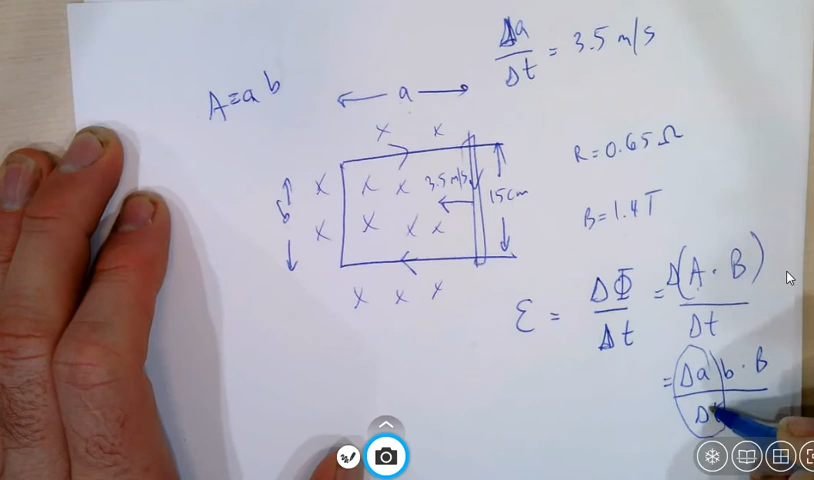 Δa/Δt = 3.5 m/s
A = a b
← a →
x x
R = 0.65 Ω
x x x 3.5 m/s
15 cm
b
B = 1.4 T
x x x x
x x x
ε = ΔΦ/Δt = Δ(A · B)/Δt
= (Δa/Δt) b · B